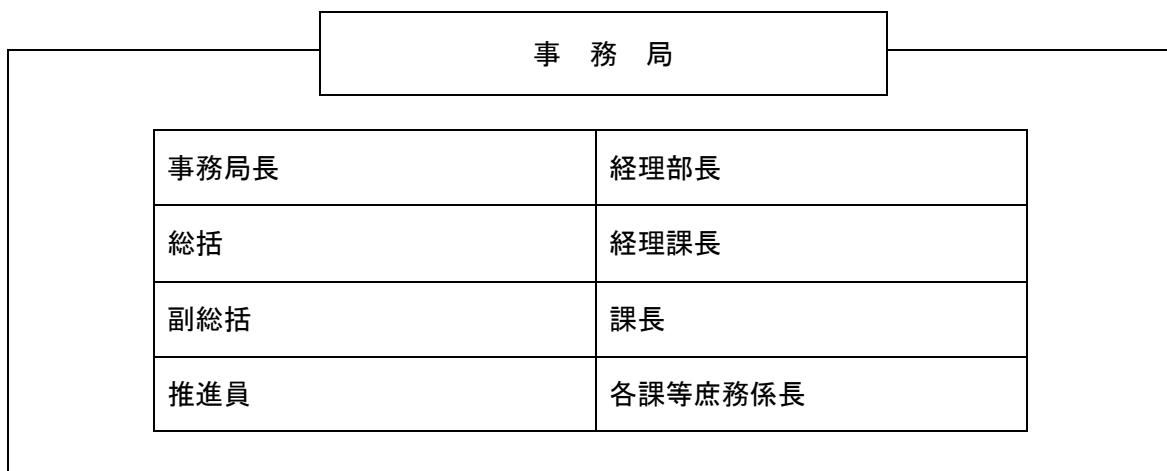 事　務　局
事務局長　経理部長
総括　経理課長
副総括　課長
推進員　各課等庶務係長